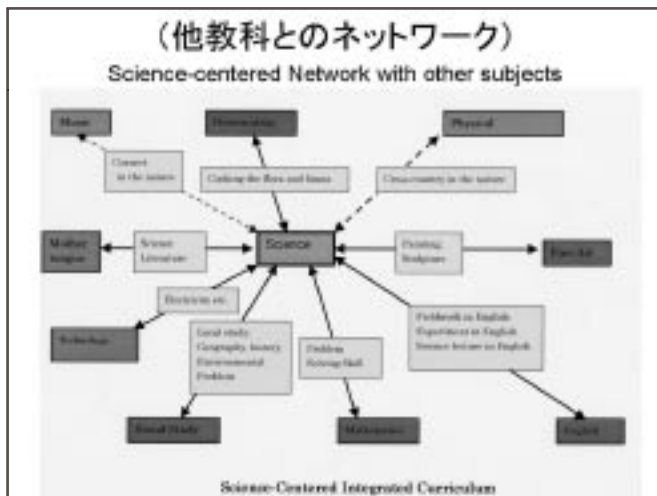 （他教科とのネットワーク）
Science-centered Network with other subjects
Music
Physical
Concert
in the nature
Cooking the flora and fauna
Cross-country in the nature
Mother
tongue
Science
Literature
Science
Painting
Sculpture
Fine Art
Electricity etc.
Technology
Local study
Geography, history
Environmental
Problem
Problem
Solving Skill
Fieldwork in English
Experiment in English
Science lecture in English
Social Study
Mathematics
English
Science-Centered Integrated Curriculum